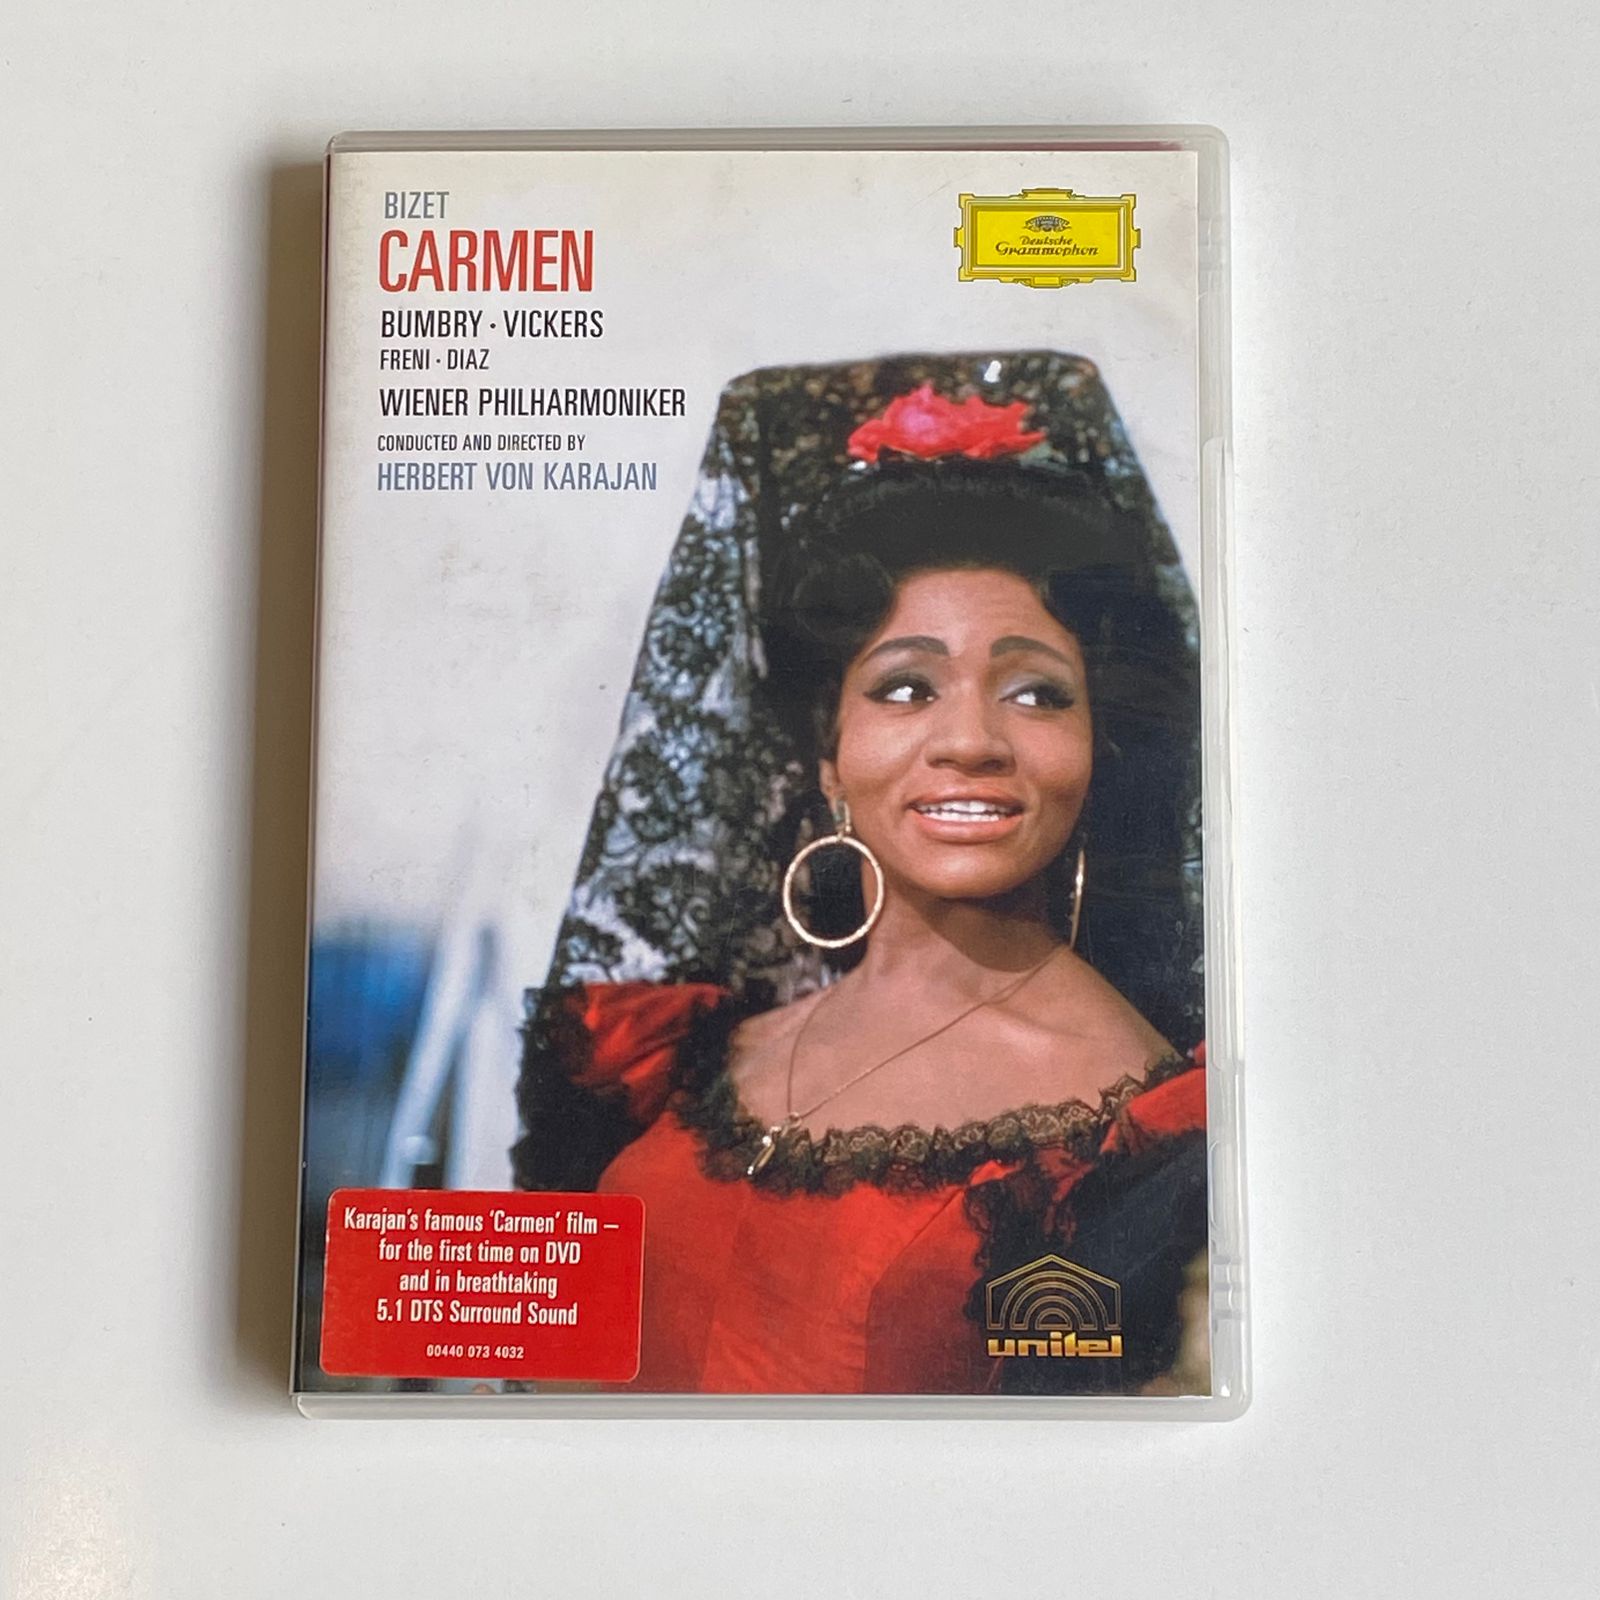 BIZET
CARMEN
BUMBRY · VICKERS
FRENI · DIAZ
WIENER PHILHARMONIKER
CONDUCTED AND DIRECTED BY
HERBERT VON KARAJAN
Deutsche
Grammophon
Karajan's famous 'Carmen' film –
for the first time on DVD
and in breathtaking
5.1 DTS Surround Sound
00440 073 4032
unitel